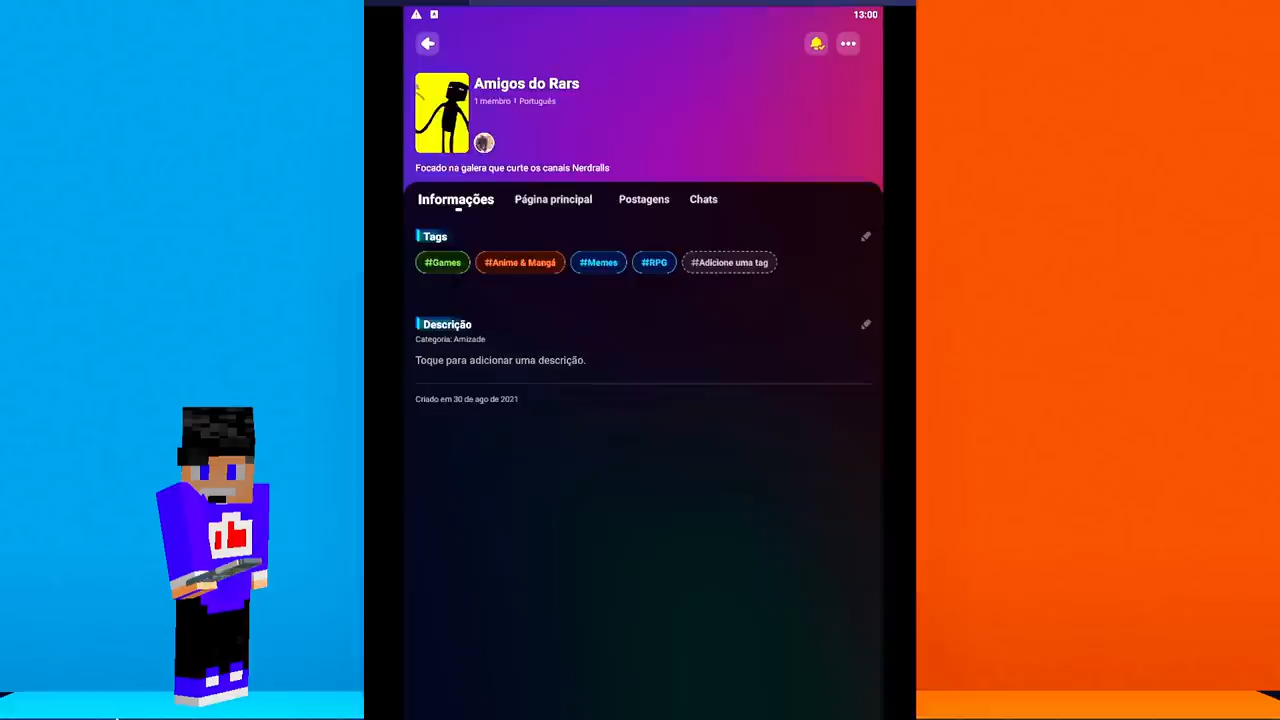 13:00
Amigos do Rars
1 membro | Português
Focado na galera que curte os canais Nerdralls
Informações Página principal Postagens Chats
Tags
#Games #Anime & Mangá #Memes #RPG #Adicione uma tag
Descrição
Categoria: Amizade
Toque para adicionar uma descrição.
Criado em 30 de ago de 2021